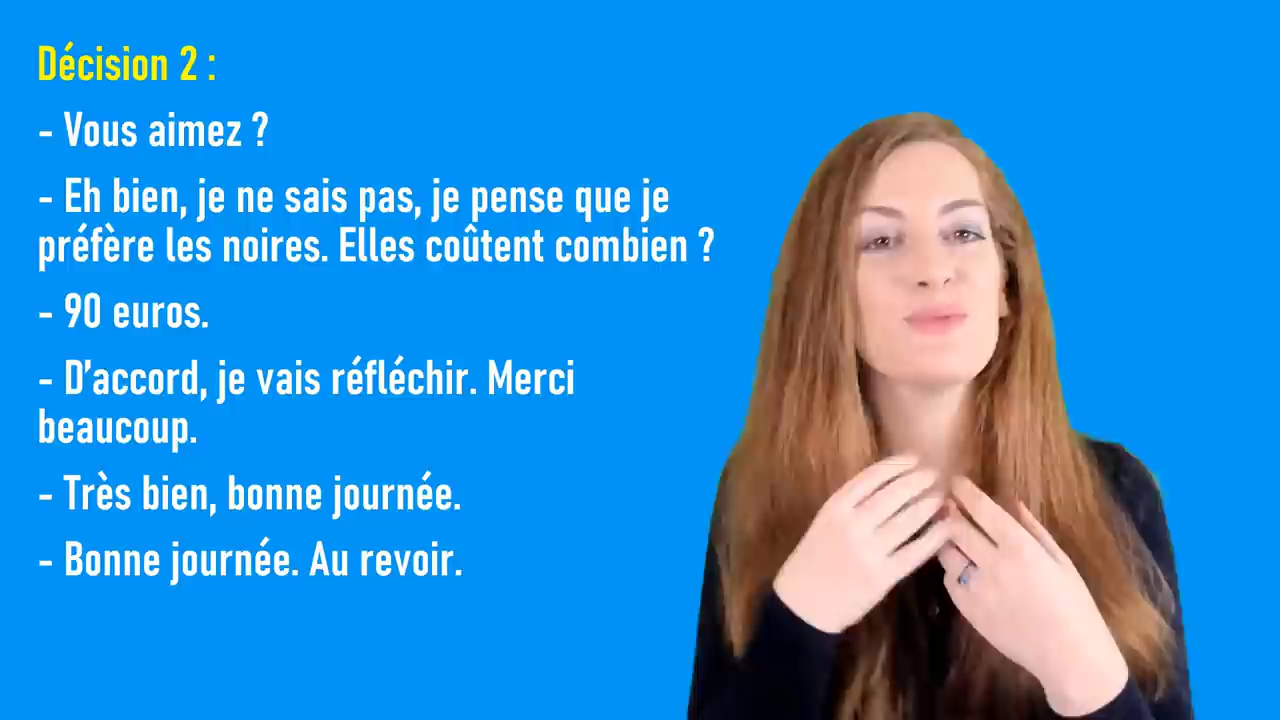 Décision 2 :
- Vous aimez ?
- Eh bien, je ne sais pas, je pense que je
préfère les noires. Elles coûtent combien ?
- 90 euros.
- D’accord, je vais réfléchir. Merci
beaucoup.
- Très bien, bonne journée.
- Bonne journée. Au revoir.